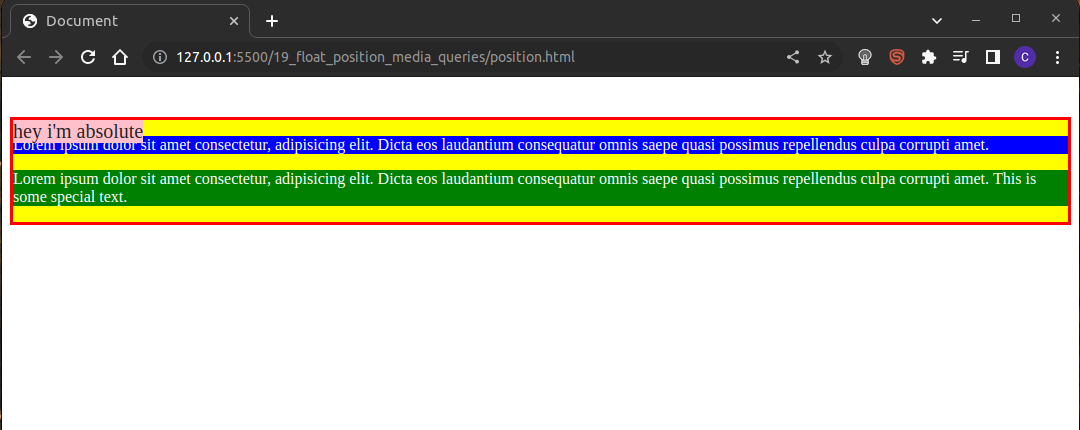 Document
127.0.0.1:5500/19_float_position_media_queries/position.html
C
hey i'm absolute
Lorem ipsum dolor sit amet consectetur, adipisicing elit. Dicta eos laudantium consequatur omnis saepe quasi possimus repellendus culpa corrupti amet.
Lorem ipsum dolor sit amet consectetur, adipisicing elit. Dicta eos laudantium consequatur omnis saepe quasi possimus repellendus culpa corrupti amet. This is
some special text.